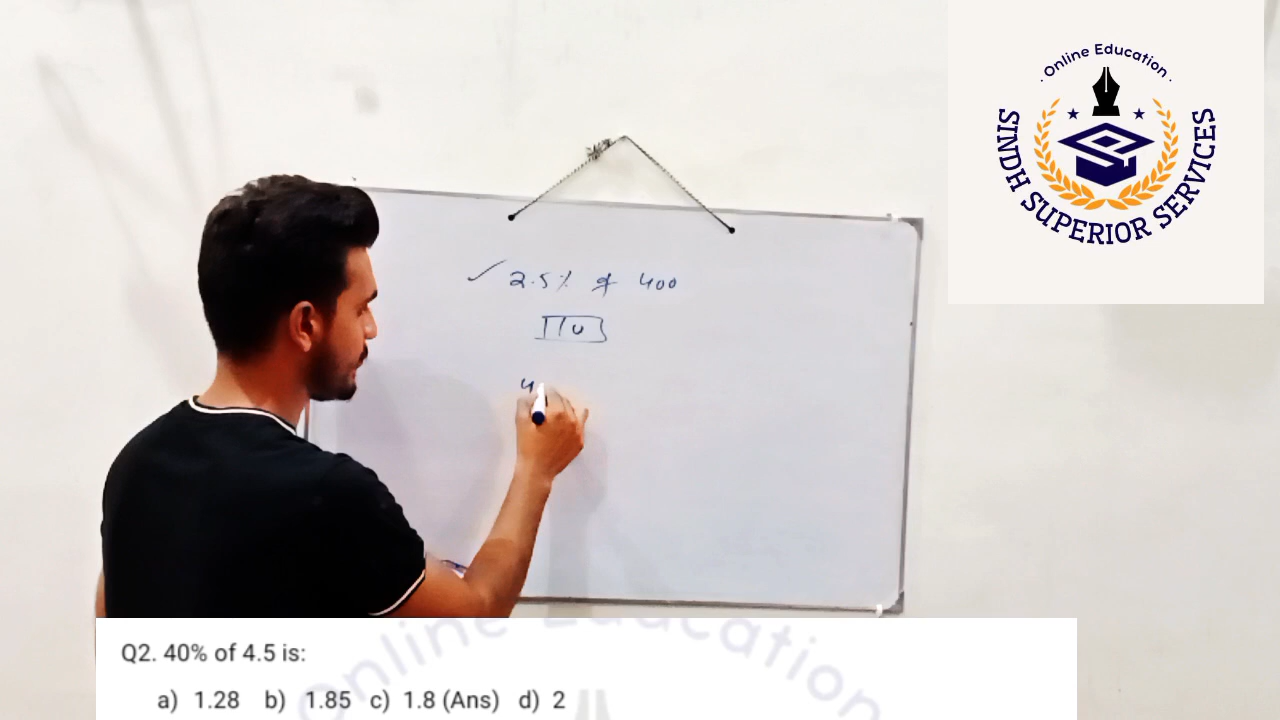 . Online Education .
SINDH SUPERIOR SERVICES
✓ 2.5% of 400
10
4
Q2. 40% of 4.5 is:
a) 1.28 b) 1.85 c) 1.8 (Ans) d) 2
Online Education